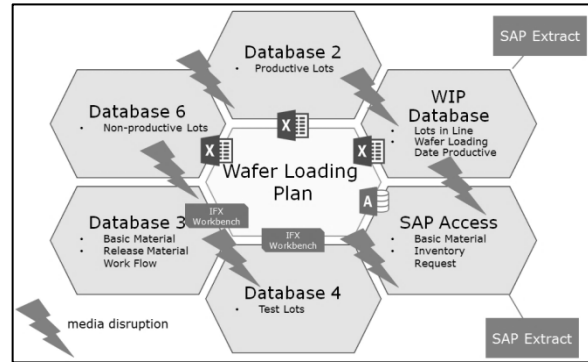 SAP Extract
Database 2
• Productive Lots
Database 6
• Non-productive Lots
WIP
Database
• Lots in Line
• Wafer Loading
Date Productive
X
X
X
Wafer Loading
Plan
A
IFX
Workbench
IFX
Workbench
Database 3
• Basic Material
• Release Material
Work Flow
SAP Access
• Basic Material
• Inventory
• Request
Database 4
• Test Lots
media disruption
SAP Extract